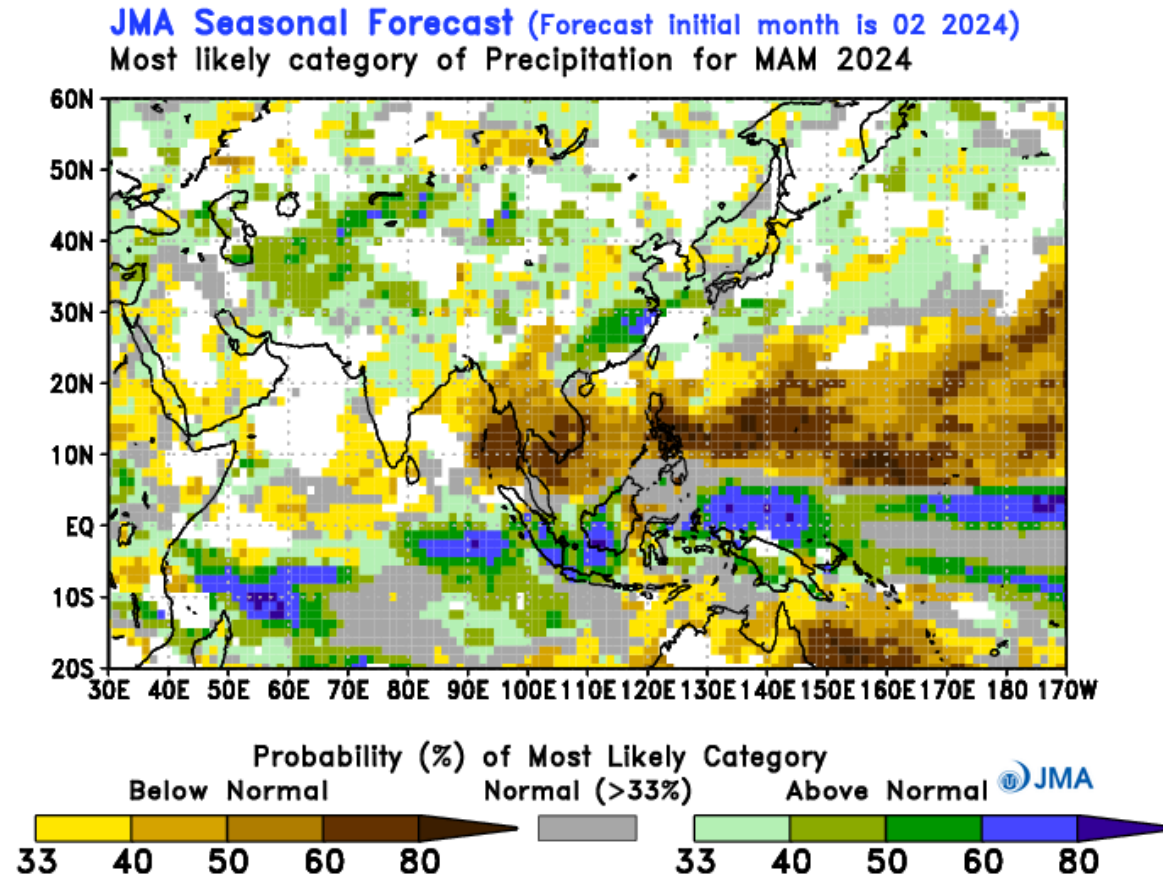 JMA Seasonal Forecast (Forecast initial month is 02 2024)
Most likely category of Precipitation for MAM 2024
60N
50N
40N
30N
20N
10N
EQ
10S
20S
30E 40E 50E 60E 70E 80E 90E 100E 110E 120E 130E 140E 150E 160E 170E 180 170W
Probability (%) of Most Likely Category
Below Normal Normal (>33%) Above Normal JMA
33 40 50 60 80 33 40 50 60 80